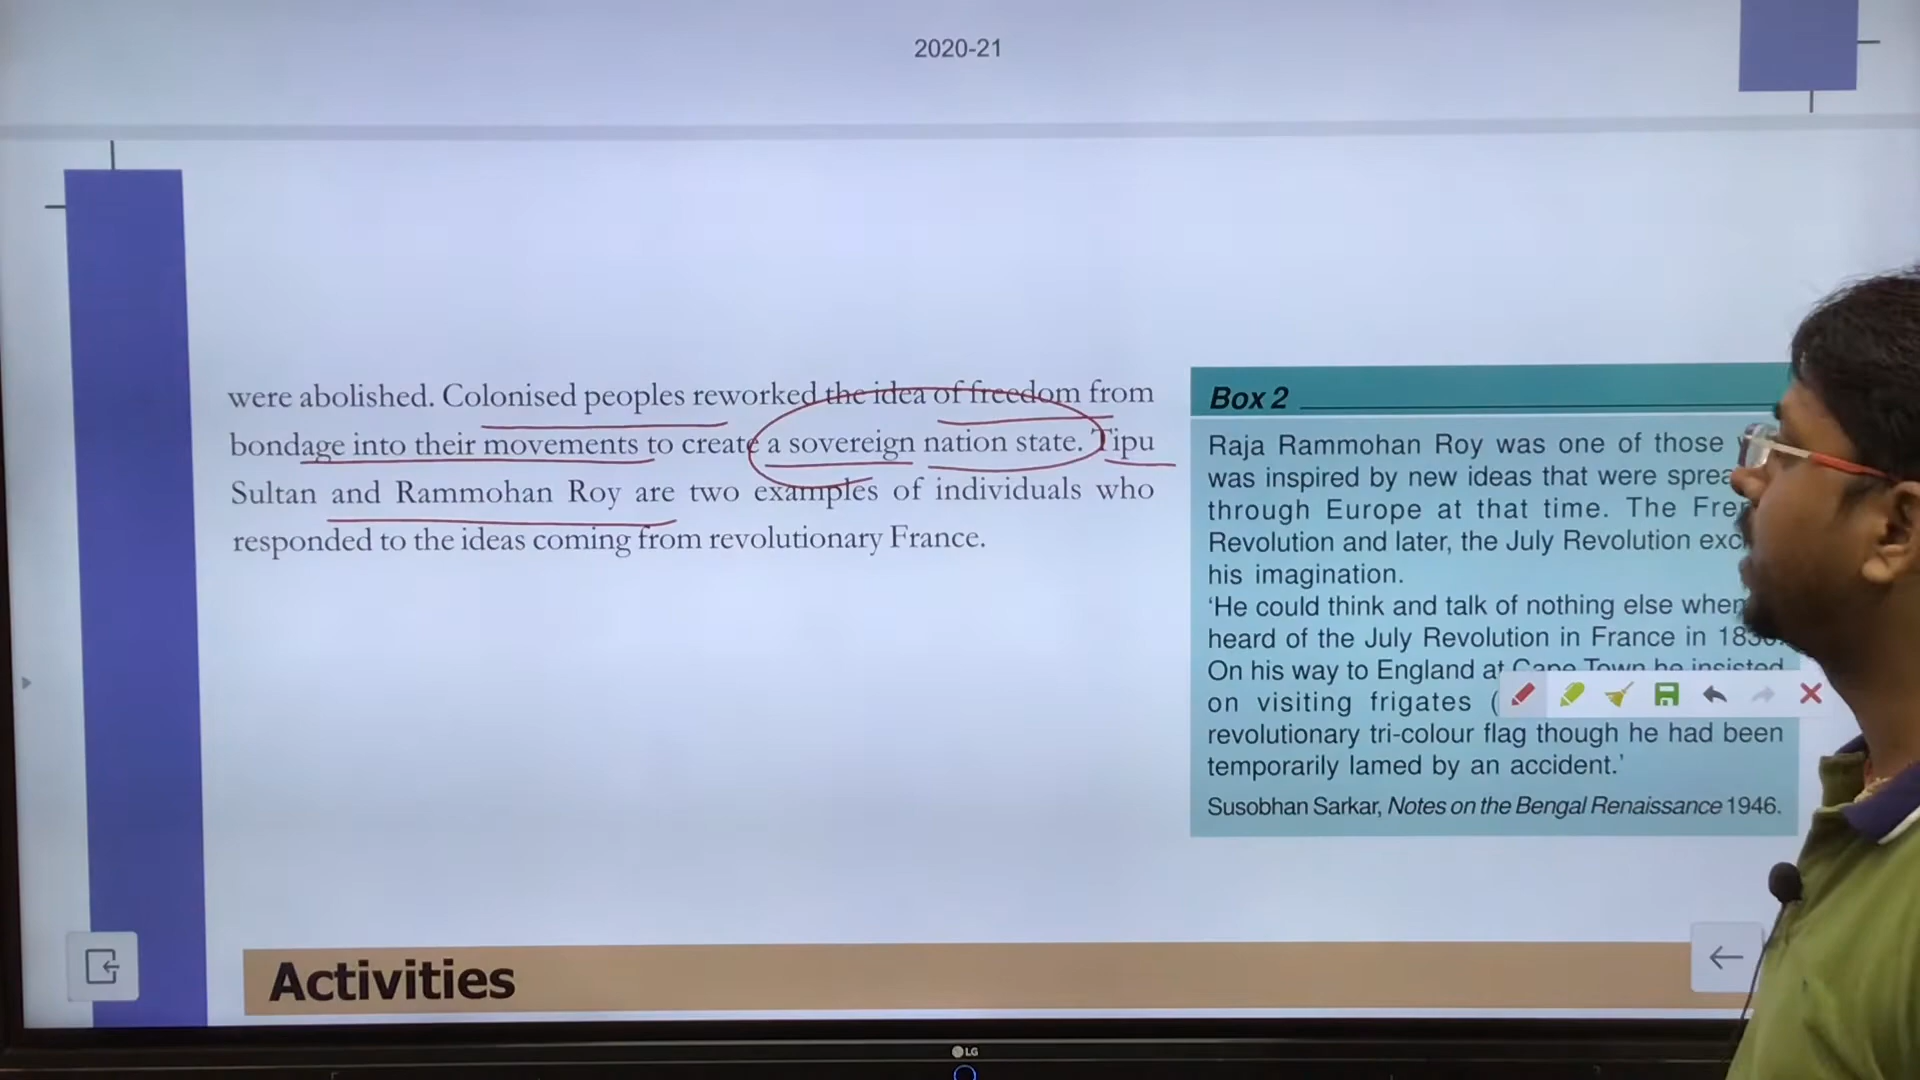 2020-21
were abolished. Colonised peoples reworked the idea of freedom from
bondage into their movements to create a sovereign nation state. Tipu
Sultan and Rammohan Roy are two examples of individuals who
responded to the ideas coming from revolutionary France.
Box 2
Raja Rammohan Roy was one of those
was inspired by new ideas that were
through Europe at that time. The
Revolution and later, the July Revolution
his imagination.
‘He could think and talk of nothing else
heard of the July Revolution in France in
On his way to England at Cape Town he insisted
on visiting frigates (
revolutionary tri-colour flag though he had been
temporarily lamed by an accident.’
Susobhan Sarkar, Notes on the Bengal Renaissance 1946.
Activities
LG